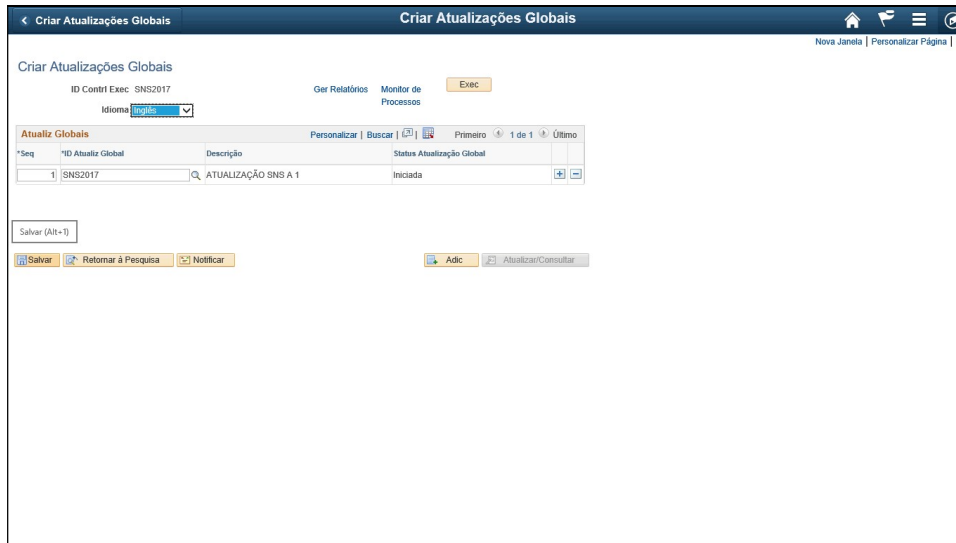 Criar Atualizações Globais
Criar Atualizações Globais
Nova Janela | Personalizar Página |
Criar Atualizações Globais
ID Contrl Exec SNS2017 Ger Relatórios Monitor de Processos Exec
Idioma Inglês
Atualiz Globais Personalizar | Buscar | | Primeiro 1 de 1 Último
*Seq *ID Atualiz Global Descrição Status Atualização Global
1 SNS2017 ATUALIZAÇÃO SNS A 1 Iniciada
Salvar (Alt+1)
Salvar Retornar à Pesquisa Notificar Adic Atualizar/Consultar